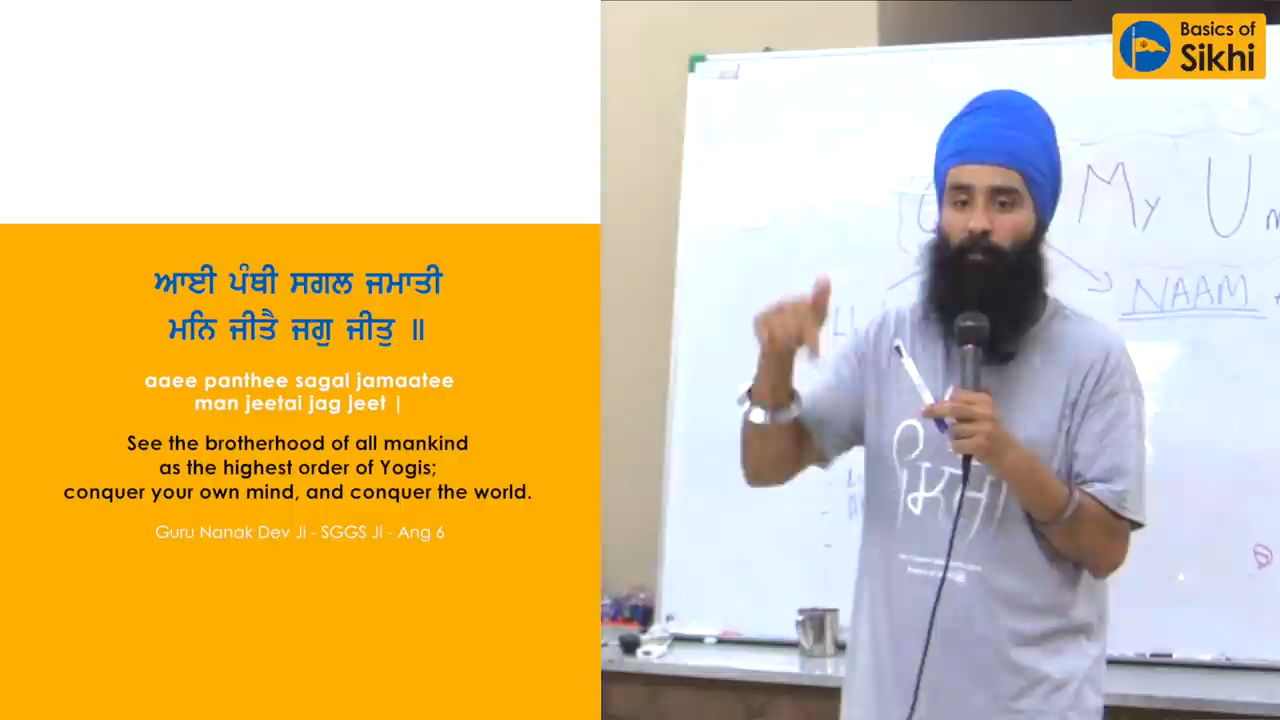 ਆਈ ਪੰਥੀ ਸਗਲ ਜਮਾਤੀ
ਮਨਿ ਜੀਤੈ ਜਗੁ ਜੀਤੁ ॥
aaee panthee sagal jamaatee
man jeetai jag jeet |
See the brotherhood of all mankind
as the highest order of Yogis;
conquer your own mind, and conquer the world.
Guru Nanak Dev Ji - SGGS Ji - Ang 6
Basics of
Sikhi
My
NAAM